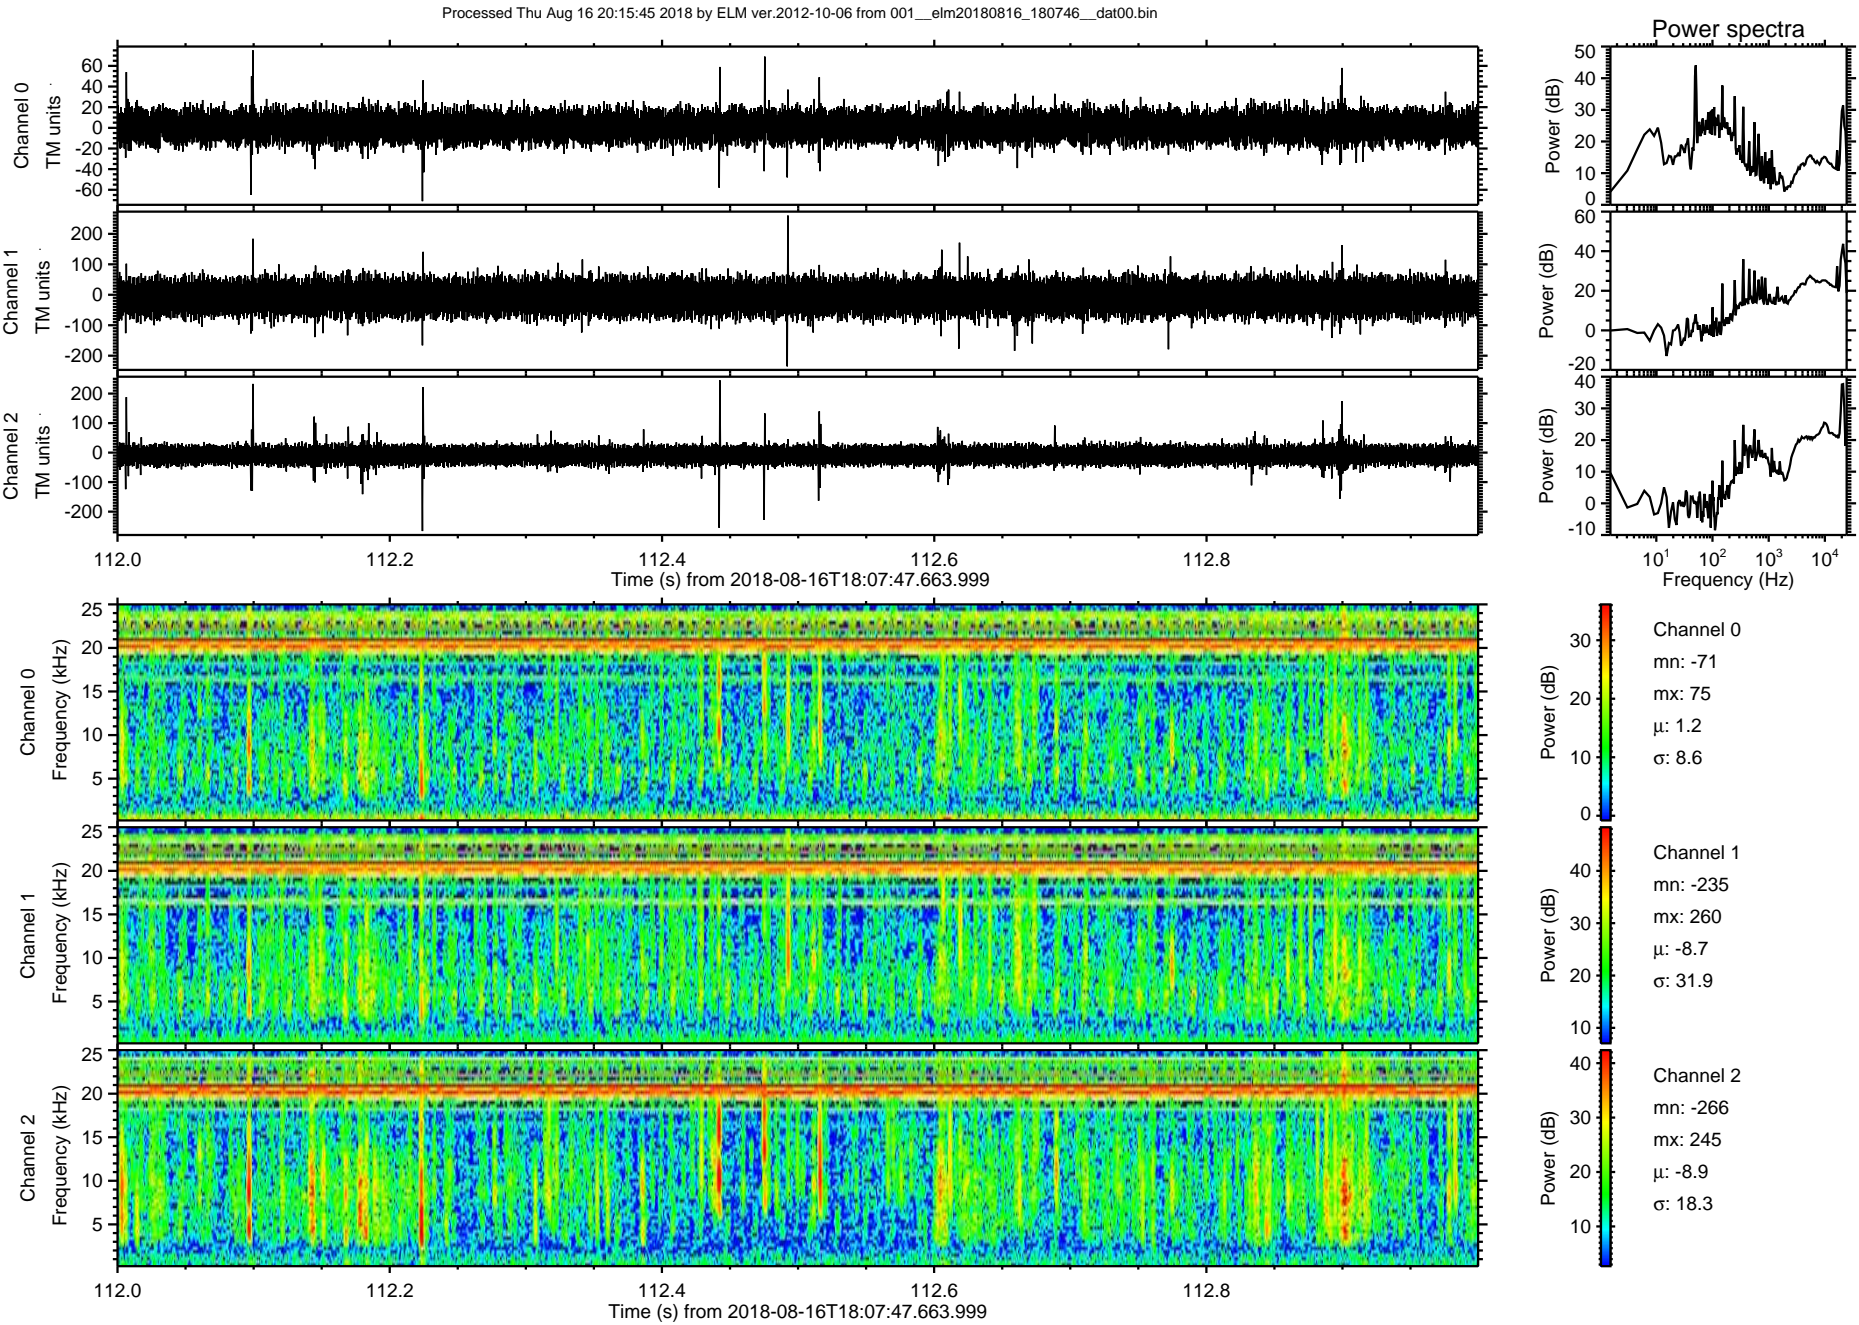 Processed Thu Aug 16 20:15:45 2018 by ELM ver.2012-10-06 from 001__elm20180816_180746__dat00.bin
Power spectra
Channel 0
TM units
60
40
20
0
-20
-40
-60
Power (dB)
50
40
30
20
10
0
Channel 1
TM units
200
100
0
-100
-200
Power (dB)
60
40
20
0
-20
Channel 2
TM units
200
100
0
-100
-200
Power (dB)
40
30
20
10
0
-10
112.0 112.2 112.4 112.6 112.8
Time (s) from 2018-08-16T18:07:47.663.999
10^1 10^2 10^3 10^4
Frequency (Hz)
Channel 0
Frequency (kHz)
25
20
15
10
5
Power (dB)
30
20
10
0
Channel 0
mn: -71
mx: 75
µ: 1.2
σ: 8.6
Channel 1
Frequency (kHz)
25
20
15
10
5
Power (dB)
40
30
20
10
Channel 1
mn: -235
mx: 260
µ: -8.7
σ: 31.9
Channel 2
Frequency (kHz)
25
20
15
10
5
Power (dB)
40
30
20
10
Channel 2
mn: -266
mx: 245
µ: -8.9
σ: 18.3
112.0 112.2 112.4 112.6 112.8
Time (s) from 2018-08-16T18:07:47.663.999